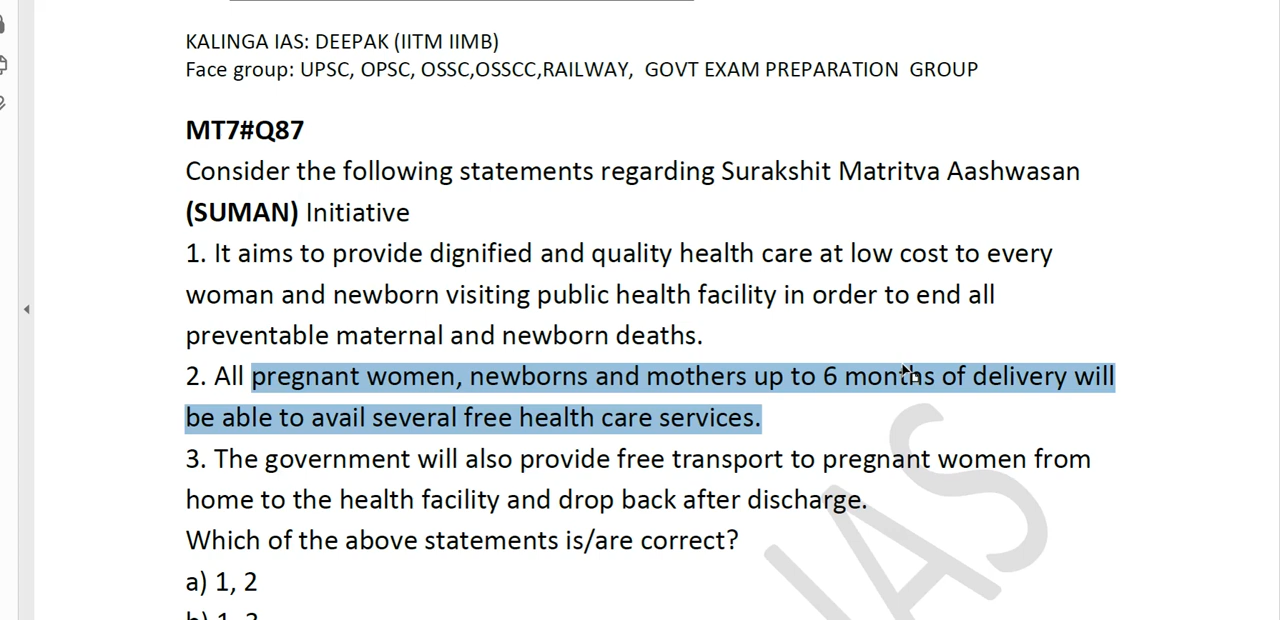 KALINGA IAS: DEEPAK (IITM IIMB)
Face group: UPSC, OPSC, OSSC,OSSCC,RAILWAY,  GOVT EXAM PREPARATION  GROUP
MT7#Q87
Consider the following statements regarding Surakshit Matritva Aashwasan
(SUMAN) Initiative
1. It aims to provide dignified and quality health care at low cost to every
woman and newborn visiting public health facility in order to end all
preventable maternal and newborn deaths.
2. All pregnant women, newborns and mothers up to 6 months of delivery will
be able to avail several free health care services.
3. The government will also provide free transport to pregnant women from
home to the health facility and drop back after discharge.
Which of the above statements is/are correct?
a) 1, 2
IAS